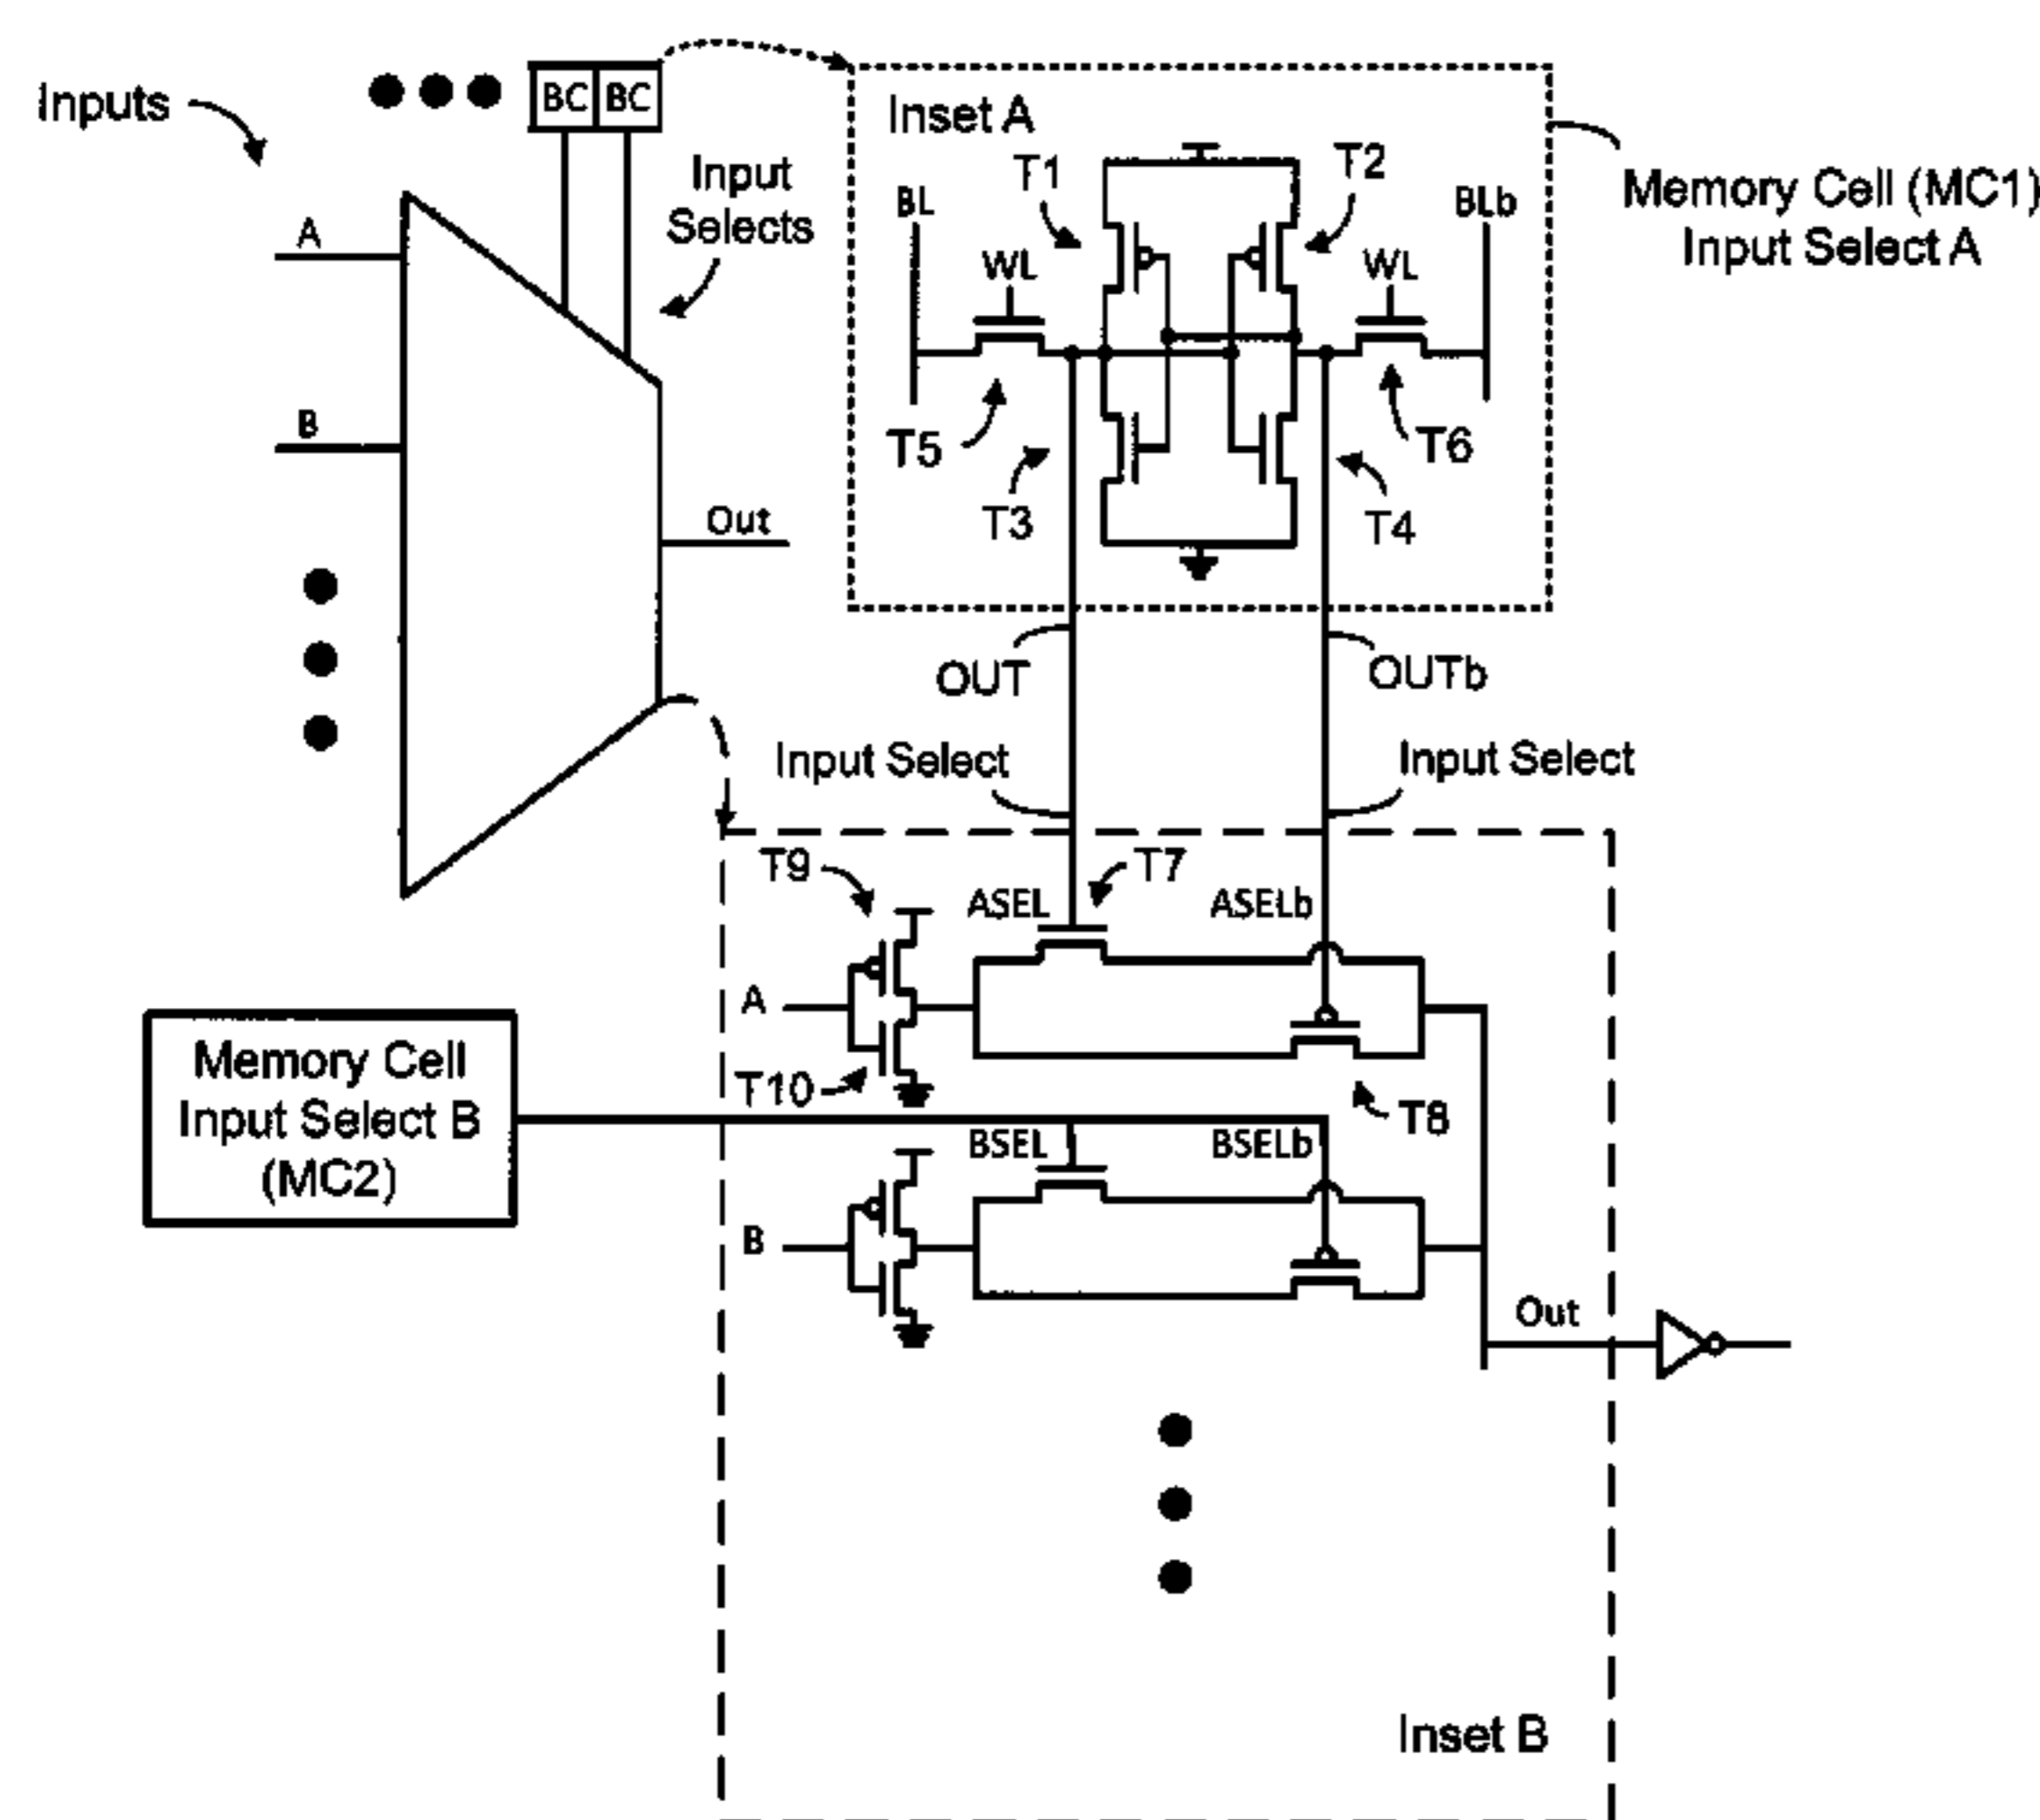 Inputs
BC BC
Input
Selects
A
B
Out
Inset A
T1
T2
BL
WL
WL
BLb
T5
T6
T3
T4
Memory Cell (MC1)
Input Select A
OUT
OUTb
Input Select
Input Select
T9
T7
ASEL
ASELb
A
T10
T8
Memory Cell
Input Select B
(MC2)
BSEL
BSELb
B
Out
Inset B